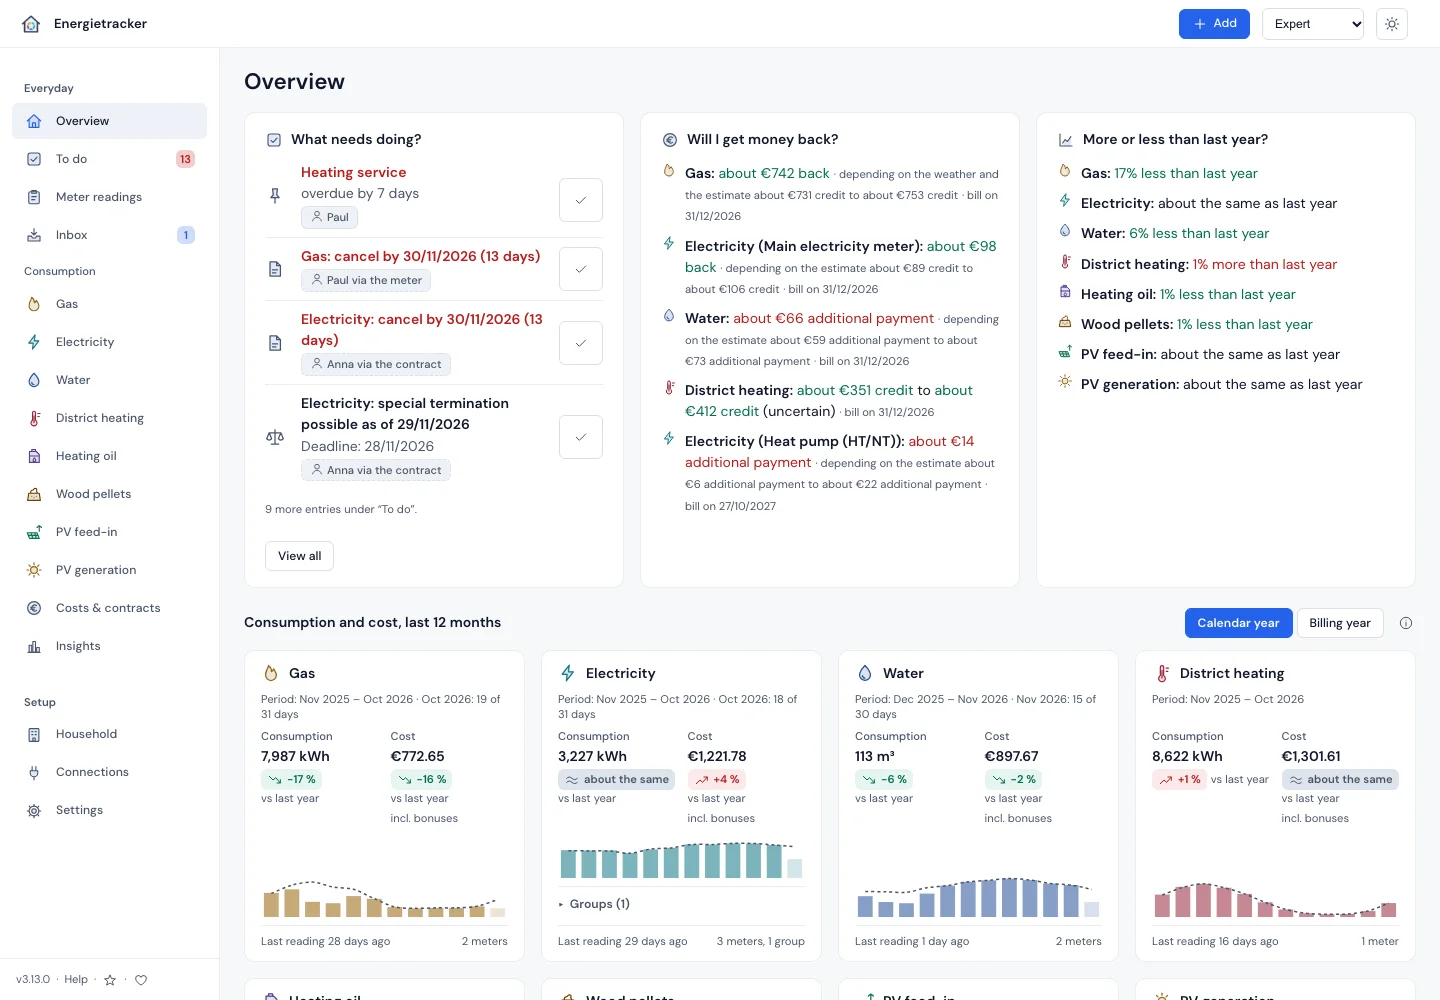 Energietracker
Add
Expert
Everyday
Overview
To do
13
Meter readings
Inbox
1
Consumption
Gas
Electricity
Water
District heating
Heating oil
Wood pellets
PV feed-in
PV generation
Costs & contracts
Insights
Setup
Household
Connections
Settings
v3.13.0 · Help · ·
Overview
What needs doing?
Heating service
overdue by 7 days
Paul
Gas: cancel by 30/11/2026 (13 days)
Paul via the meter
Electricity: cancel by 30/11/2026 (13
days)
Anna via the contract
Electricity: special termination
possible as of 29/11/2026
Deadline: 28/11/2026
Anna via the contract
9 more entries under “To do”.
View all
Will I get money back?
Gas: about €742 back · depending on the weather and
the estimate about €731 credit to about €753 credit · bill on
31/12/2026
Electricity (Main electricity meter): about €98
back · depending on the estimate about €89 credit to
about €106 credit · bill on 31/12/2026
Water: about €66 additional payment · depending
on the estimate about €59 additional payment to about
€73 additional payment · bill on 31/12/2026
District heating: about €351 credit to about
€412 credit (uncertain) · bill on 31/12/2026
Electricity (Heat pump (HT/NT)): about €14
additional payment · depending on the estimate about
€6 additional payment to about €22 additional payment ·
bill on 27/10/2027
More or less than last year?
Gas: 17% less than last year
Electricity: about the same as last year
Water: 6% less than last year
District heating: 1% more than last year
Heating oil: 1% less than last year
Wood pellets: 1% less than last year
PV feed-in: about the same as last year
PV generation: about the same as last year
Consumption and cost, last 12 months
Calendar year
Billing year
Gas
Period: Nov 2025 – Oct 2026 · Oct 2026: 19 of
31 days
Consumption
Cost
7,987 kWh
€772.65
-17 %
-16 %
vs last year
vs last year
incl. bonuses
Last reading 28 days ago
2 meters
Electricity
Period: Nov 2025 – Oct 2026 · Oct 2026: 18 of
31 days
Consumption
Cost
3,227 kWh
€1,221.78
about the same
+4 %
vs last year
vs last year
incl. bonuses
Groups (1)
Last reading 29 days ago
3 meters, 1 group
Water
Period: Dec 2025 – Nov 2026 · Nov 2026: 15 of
30 days
Consumption
Cost
113 m³
€897.67
-6 %
-2 %
vs last year
vs last year
incl. bonuses
Last reading 1 day ago
2 meters
District heating
Period: Nov 2025 – Oct 2026
Consumption
Cost
8,622 kWh
€1,301.61
+1 % vs last year
about the same
vs last year
incl. bonuses
Last reading 16 days ago
1 meter
Heating oil
Wood pellets
PV feed-in
PV generation